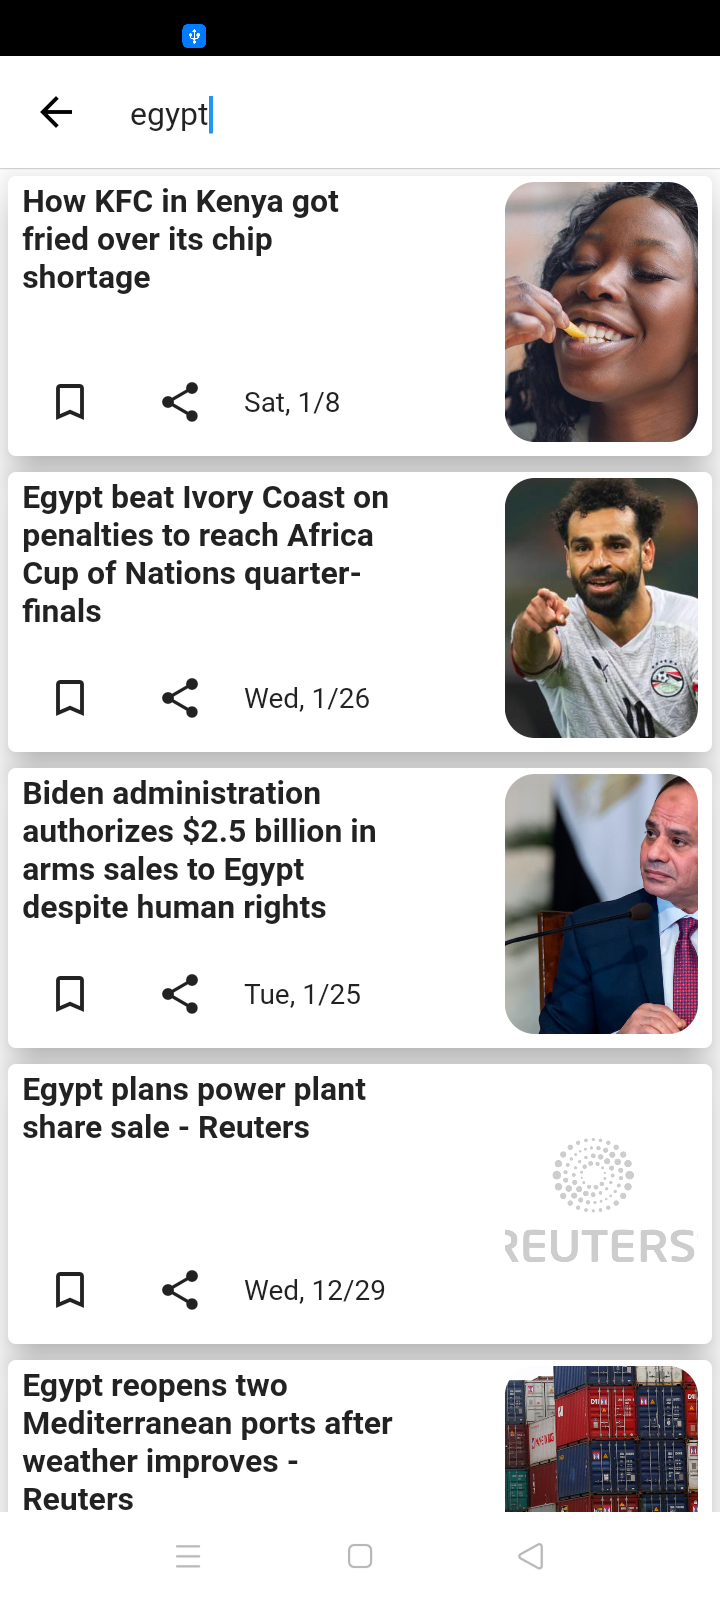 egypt
How KFC in Kenya got
fried over its chip
shortage
Sat, 1/8
Egypt beat Ivory Coast on
penalties to reach Africa
Cup of Nations quarter-
finals
Wed, 1/26
Biden administration
authorizes $2.5 billion in
arms sales to Egypt
despite human rights
Tue, 1/25
Egypt plans power plant
share sale - Reuters
REUTERS
Wed, 12/29
Egypt reopens two
Mediterranean ports after
weather improves -
Reuters